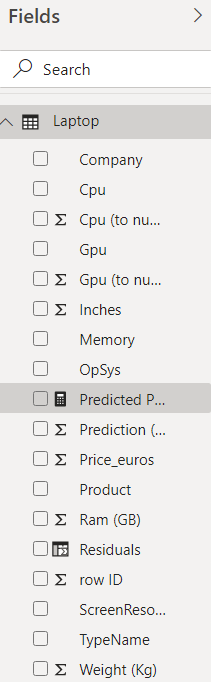 Fields
Search
Laptop
Company
Cpu
Cpu (to nu...
Gpu
Gpu (to nu...
Inches
Memory
OpSys
Predicted P...
Prediction (...
Price_euros
Product
Ram (GB)
Residuals
row ID
ScreenReso...
TypeName
Weight (Kg)